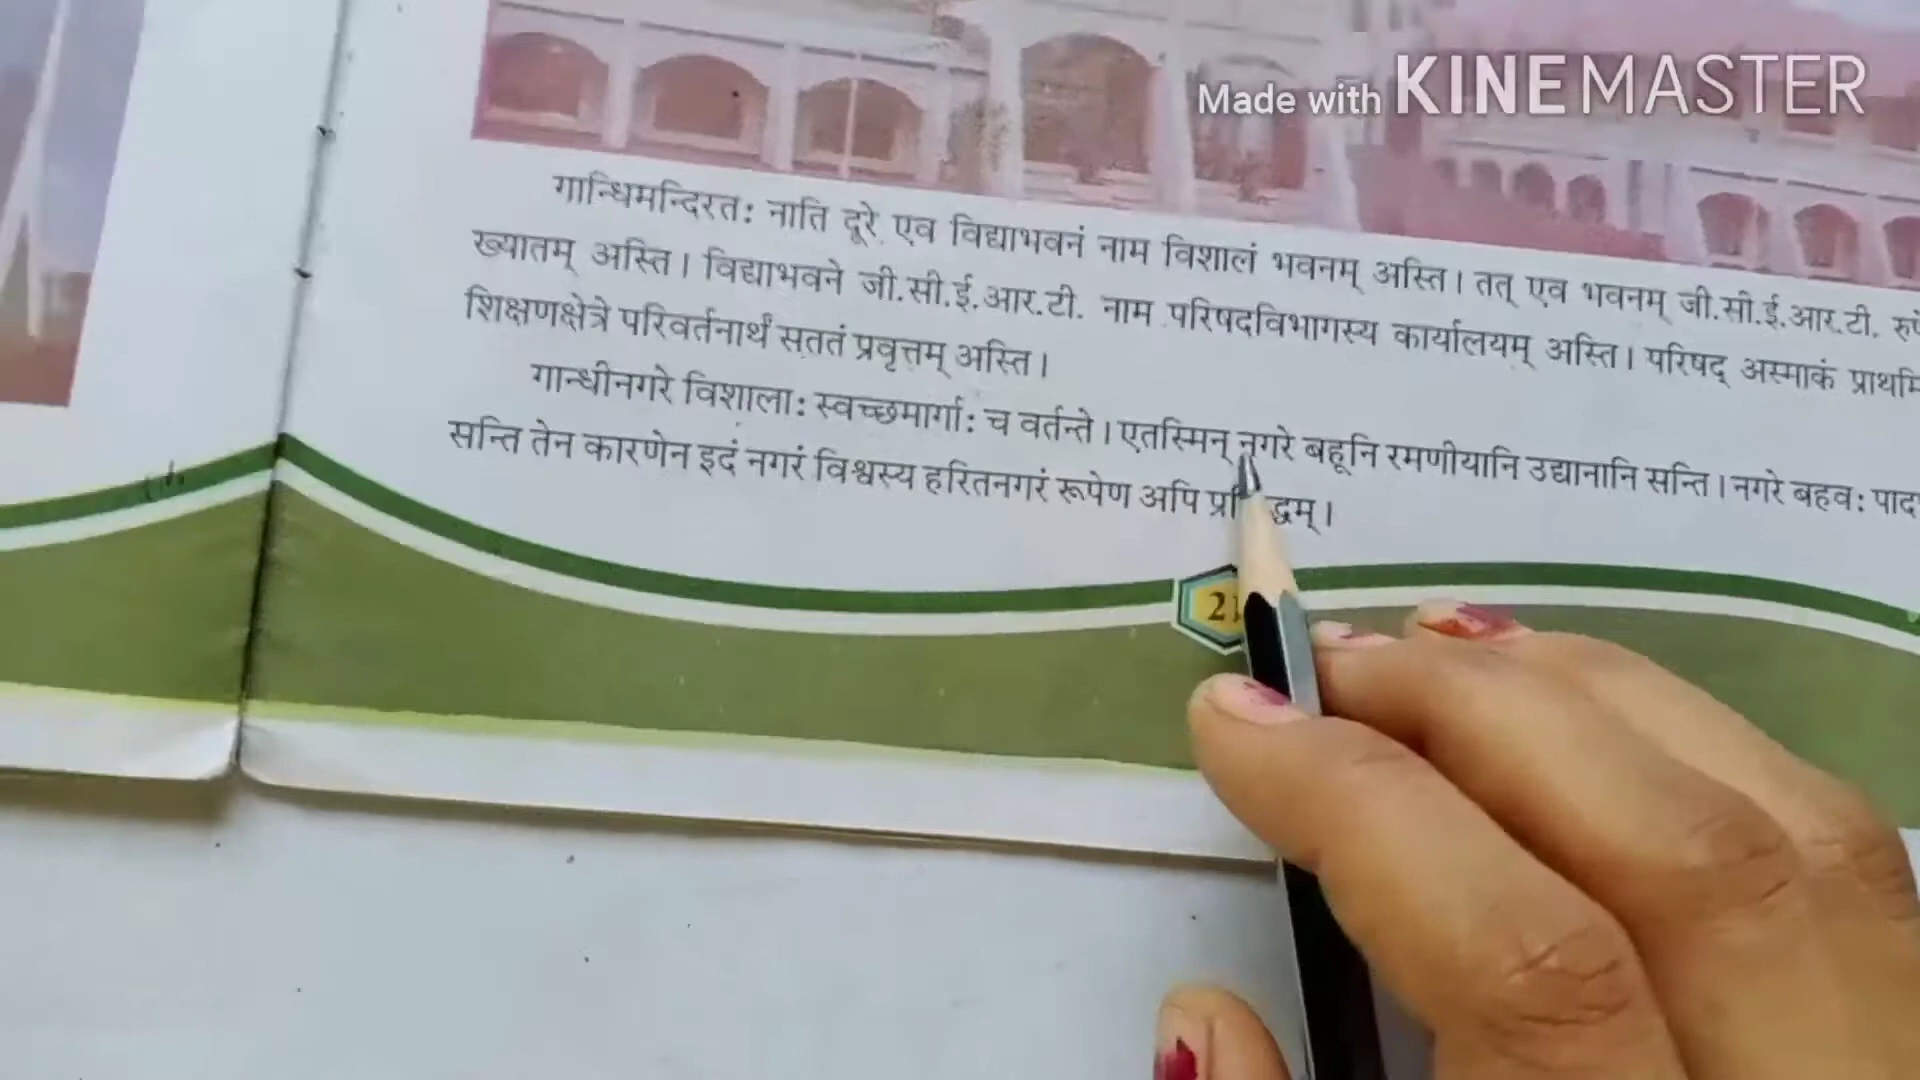 Made with KINEMASTER
गान्धिमन्दिरतः नाति दूरे एव विद्याभवनं नाम विशालं भवनम् अस्ति। तत् एव भवनम् जी.सी.ई.आर.टी.
ख्यातम् अस्ति। विद्याभवने जी.सी.ई.आर.टी. नाम परिषदविभागस्य कार्यालयम् अस्ति। परिषद् अस्माकं
शिक्षणक्षेत्रे परिवर्तनार्थं सततं प्रवृत्तम् अस्ति।
गान्धीनगरे विशालाः स्वच्छमार्गाः च वर्तन्ते। एतस्मिन् नगरे बहूनि रमणीयानि उद्यानानि सन्ति। नगरे बहवः
सन्ति तेन कारणेन इदं नगरं विश्वस्य हरितनगरं रूपेण अपि